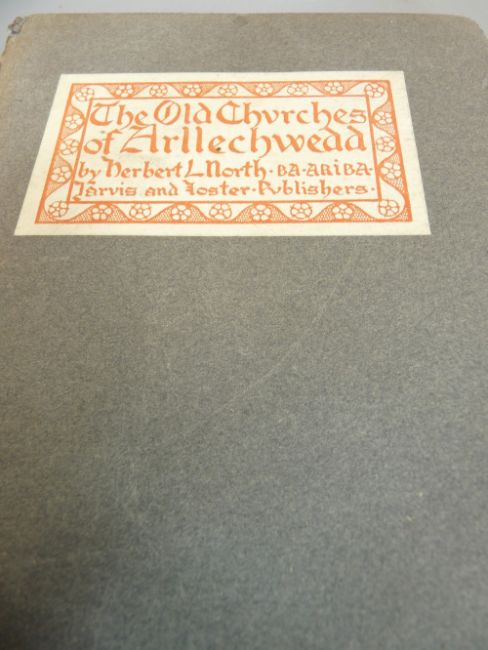 The Old Chvrches
of Arllechwedd
by Herbert L North · BA · ARIBA ·
Jarvis and Foster · Pvblishers ·